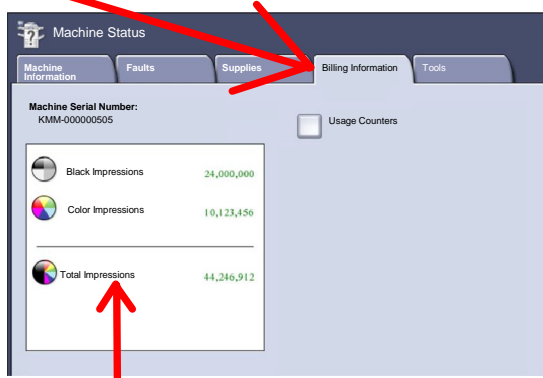 Machine Status
Machine Information
Faults
Supplies
Billing Information
Tools
Machine Serial Number:
KMM-000000505
Usage Counters
Black Impressions 24,000,000
Color Impressions 10,123,456
Total Impressions 44,246,912